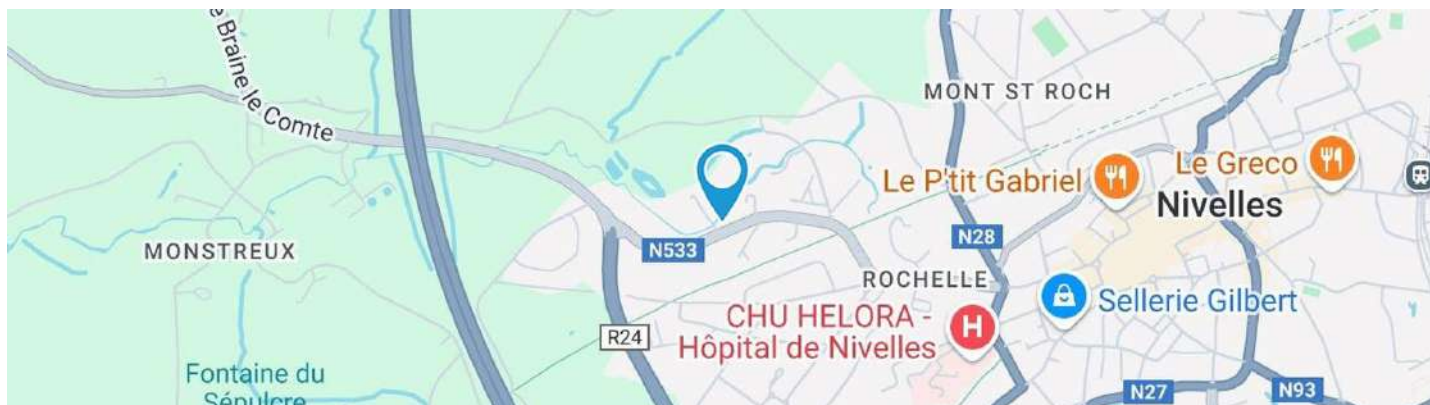 e Braine le Comte
MONT ST ROCH
Le P'tit Gabriel
Le Greco
Nivelles
MONSTREUX
N533
N28
ROCHELLE
Sellerie Gilbert
CHU HELORA -
Hôpital de Nivelles
R24
Fontaine du
Sépulcre
N27
N93